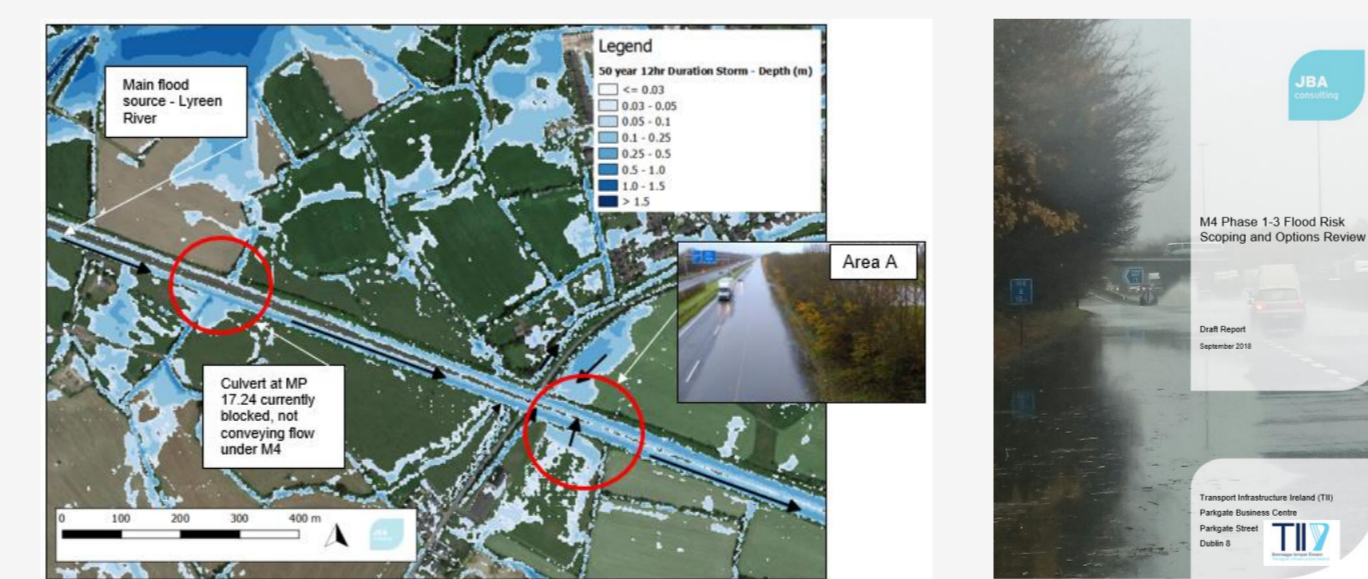 Main flood
source - Lyreen
River
Legend
50 year 12hr Duration Storm - Depth (m)
<= 0.03
0.03 - 0.05
0.05 - 0.1
0.1 - 0.25
0.25 - 0.5
0.5 - 1.0
1.0 - 1.5
> 1.5
Area A
Culvert at MP
17.24 currently
blocked, not
conveying flow
under M4
0 100 200 300 400 m
JBA
consulting
M4 Phase 1-3 Flood Risk
Scoping and Options Review
Draft Report
September 2018
Transport Infrastructure Ireland (TII)
Parkgate Business Centre
Parkgate Street
Dublin 8
TII